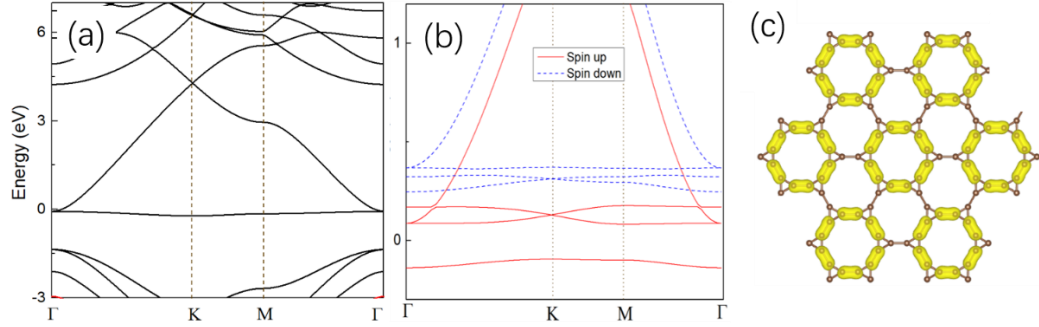 (a)
Energy (eV)
6
3
0
-3
Γ
K
M
Γ
(b)
1
0
Spin up
Spin down
Γ
K
M
Γ
(c)